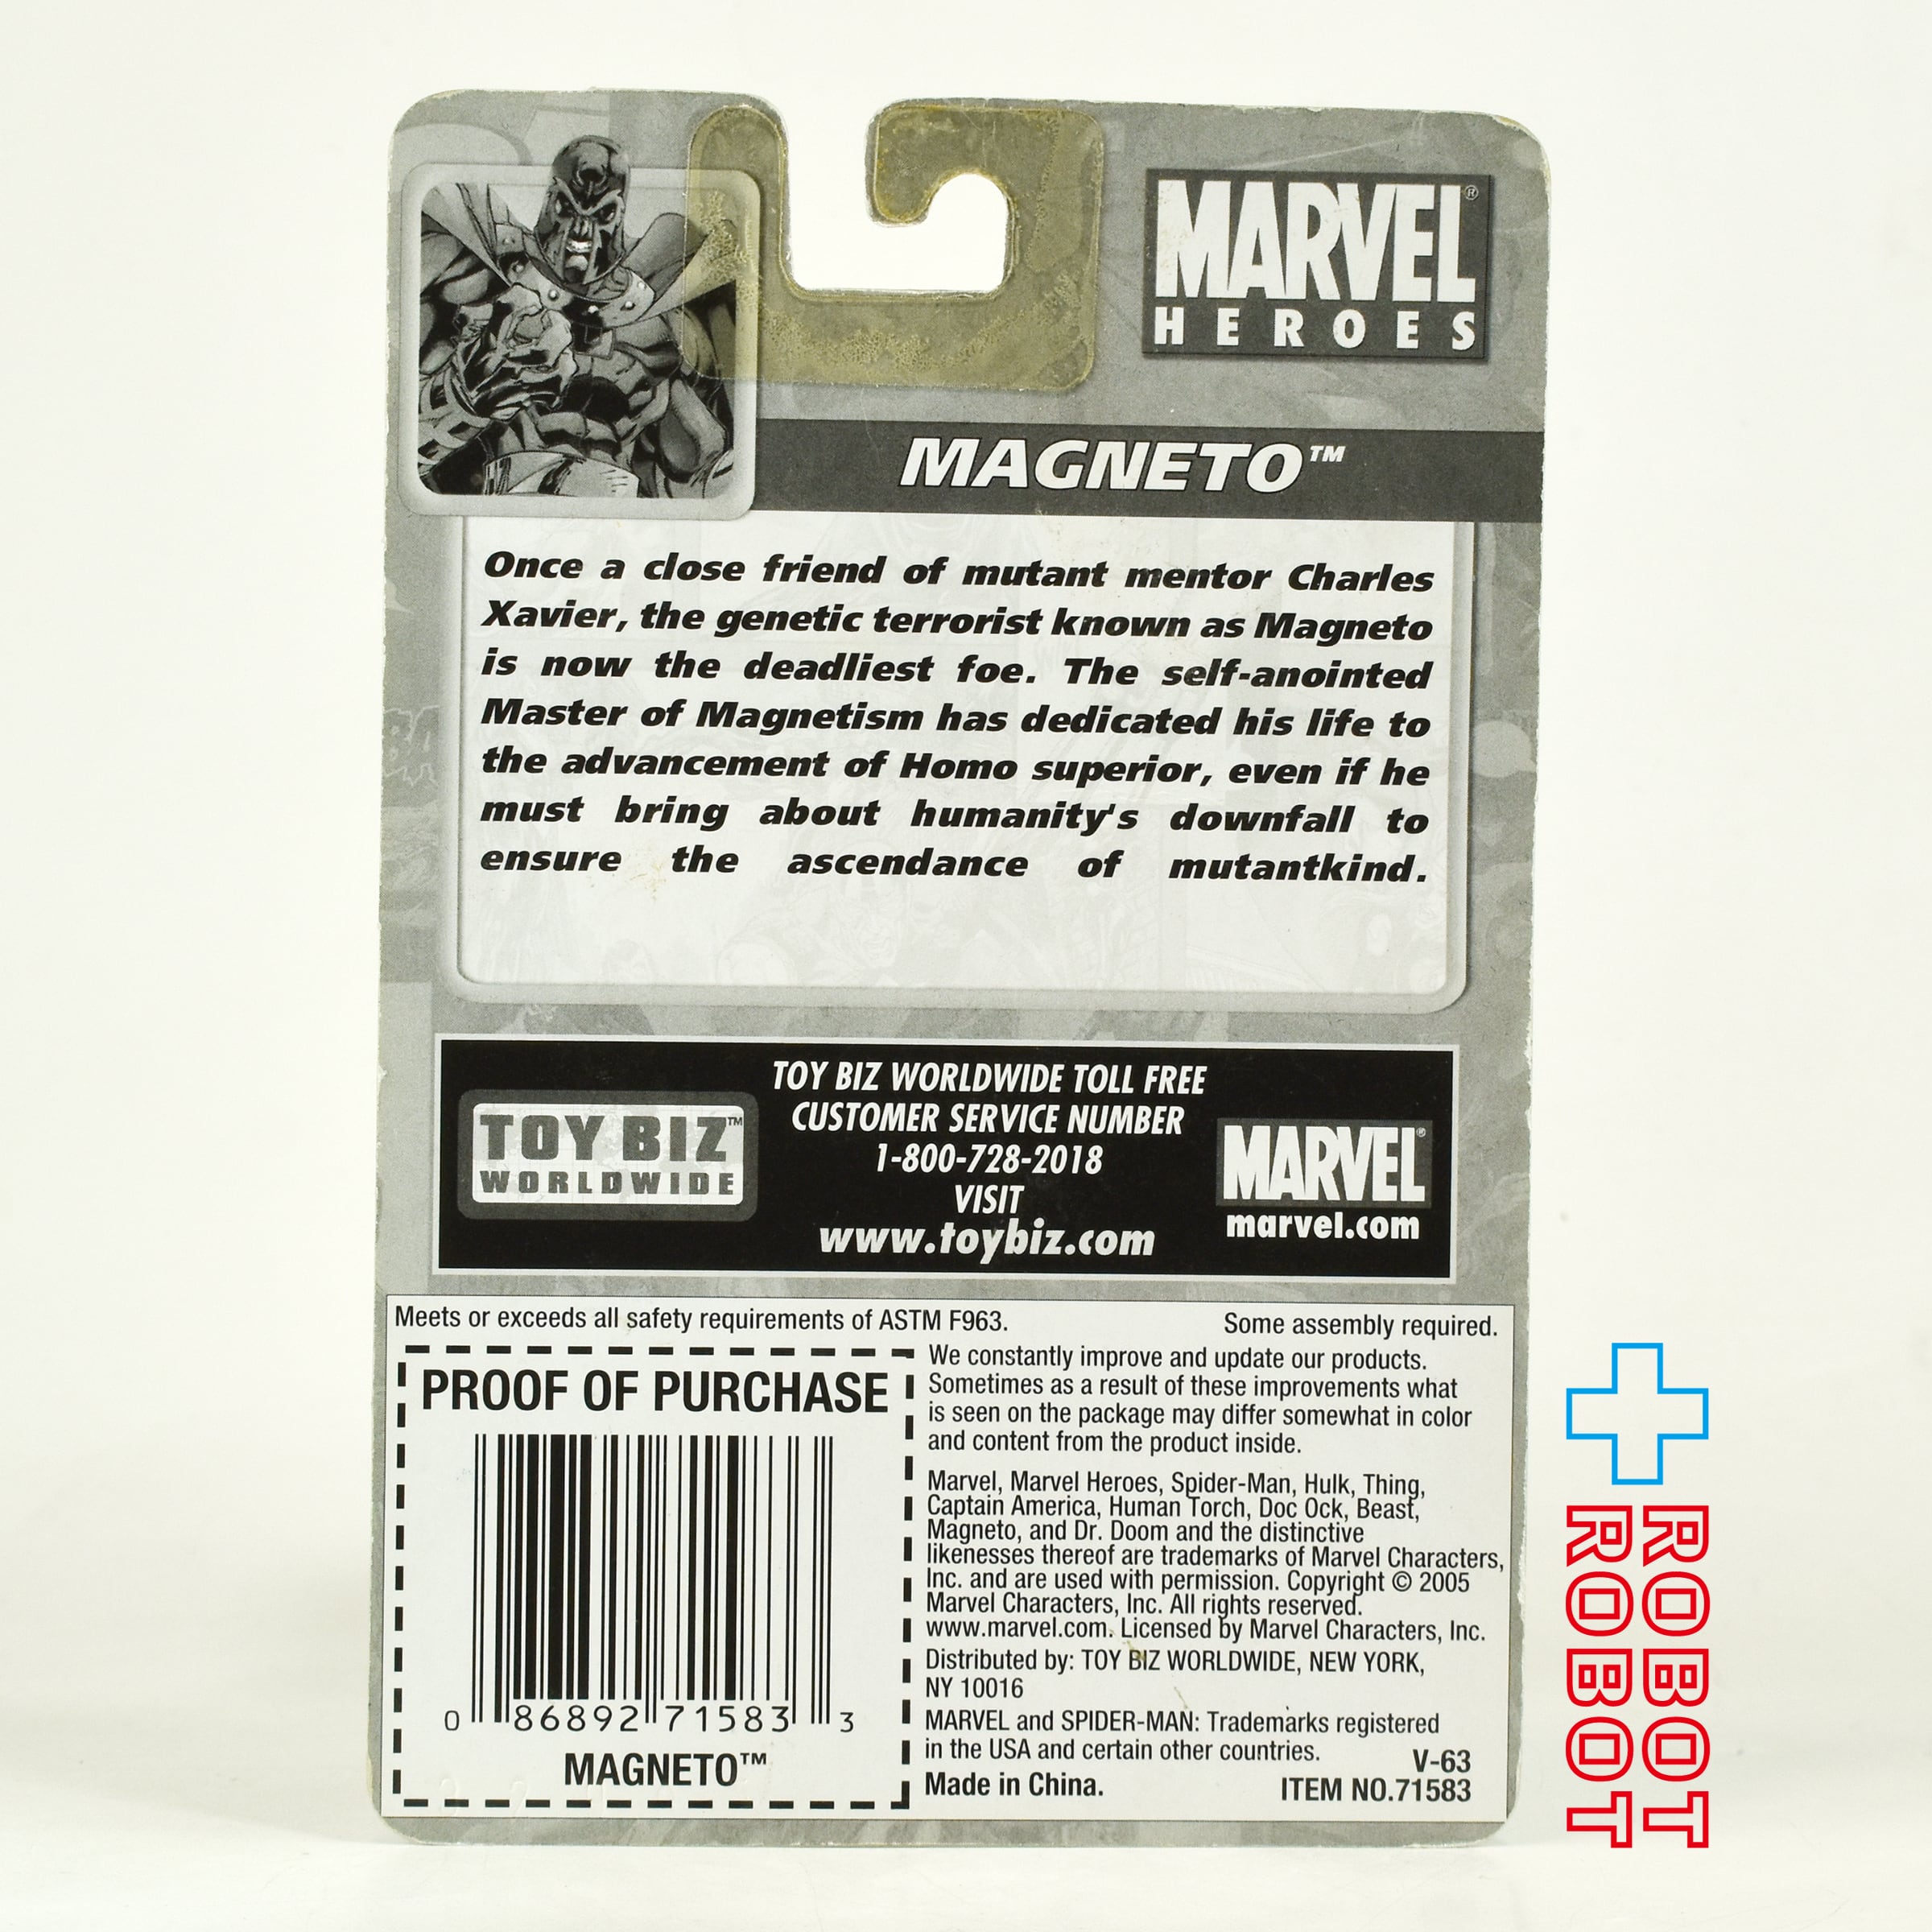 MARVEL®
HEROES
MAGNETO™
Once a close friend of mutant mentor Charles
Xavier, the genetic terrorist known as Magneto
is now the deadliest foe. The self-anointed
Master of Magnetism has dedicated his life to
the advancement of Homo superior, even if he
must bring about humanity's downfall to
ensure the ascendance of mutantkind.
TOY BIZ™
WORLDWIDE
TOY BIZ WORLDWIDE TOLL FREE
CUSTOMER SERVICE NUMBER
1-800-728-2018
VISIT
www.toybiz.com
MARVEL®
marvel.com
Meets or exceeds all safety requirements of ASTM F963.
Some assembly required.
PROOF OF PURCHASE
0 86892 71583 3
MAGNETO™
We constantly improve and update our products.
Sometimes as a result of these improvements what
is seen on the package may differ somewhat in color
and content from the product inside.
Marvel, Marvel Heroes, Spider-Man, Hulk, Thing,
Captain America, Human Torch, Doc Ock, Beast,
Magneto, and Dr. Doom and the distinctive
likenesses thereof are trademarks of Marvel Characters,
Inc. and are used with permission. Copyright © 2005
Marvel Characters, Inc. All rights reserved.
www.marvel.com. Licensed by Marvel Characters, Inc.
Distributed by: TOY BIZ WORLDWIDE, NEW YORK,
NY 10016
MARVEL and SPIDER-MAN: Trademarks registered
in the USA and certain other countries.
V-63
Made in China.
ITEM NO.71583
ROBOT
ROBOT